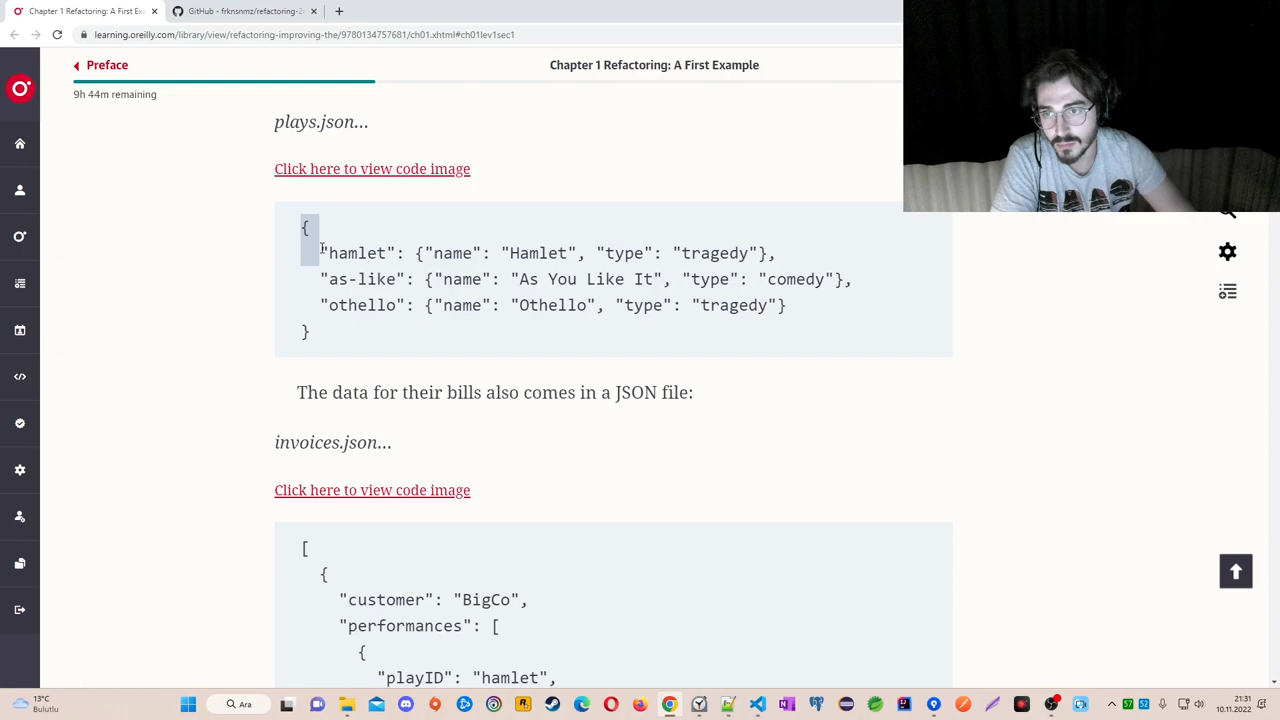 Chapter 1 Refactoring: A First Exa
GitHub - frknsnmz/refactoring-2
learning.oreilly.com/library/view/refactoring-improving-the/9780134757681/ch01.xhtml#ch01lev1sec1
Preface
Chapter 1 Refactoring: A First Example
9h 44m remaining
plays.json…
Click here to view code image
{
"hamlet": {"name": "Hamlet", "type": "tragedy"},
"as-like": {"name": "As You Like It", "type": "comedy"},
"othello": {"name": "Othello", "type": "tragedy"}
}
The data for their bills also comes in a JSON file:
invoices.json…
Click here to view code image
[
{
"customer": "BigCo",
"performances": [
{
"playID": "hamlet",
13°C
Bulutlu
Ara
57
52
21:31
10.11.2022